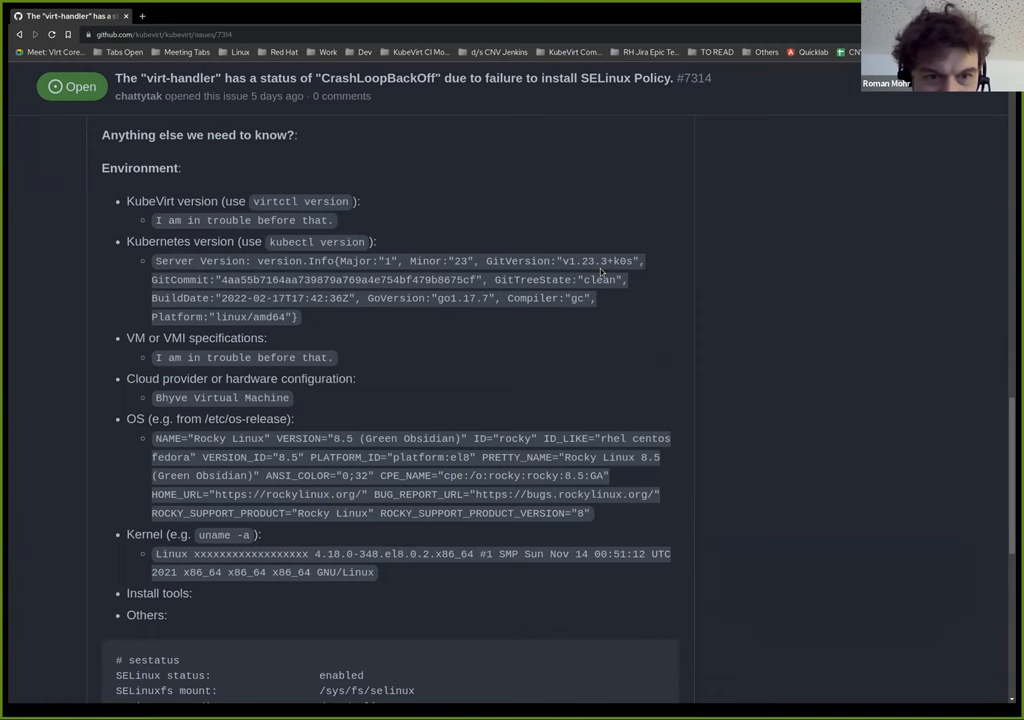 The "virt-handler" has a s
github.com/kubevirt/kubevirt/issues/7314
Meet: Virt Core... Tabs Open Meeting Tabs Linux Red Hat Work Dev KubeVirt CI Mo... d/s CNV Jenkins KubeVirt Com... RH Jira Epic Te... TO READ Others Quicklab CNV
Open
The "virt-handler" has a status of "CrashLoopBackOff" due to failure to install SELinux Policy. #7314
chattytak opened this issue 5 days ago · 0 comments
Roman Mohr
Anything else we need to know?:
Environment:
• KubeVirt version (use virtctl version):
◦ I am in trouble before that.
• Kubernetes version (use kubectl version):
◦ Server Version: version.Info{Major:"1", Minor:"23", GitVersion:"v1.23.3+k0s",
GitCommit:"4aa55b7164aa739879a769a4e754bf479b8675cf", GitTreeState:"clean",
BuildDate:"2022-02-17T17:42:36Z", GoVersion:"go1.17.7", Compiler:"gc",
Platform:"linux/amd64"}
• VM or VMI specifications:
◦ I am in trouble before that.
• Cloud provider or hardware configuration:
◦ Bhyve Virtual Machine
• OS (e.g. from /etc/os-release):
◦ NAME="Rocky Linux" VERSION="8.5 (Green Obsidian)" ID="rocky" ID_LIKE="rhel centos
fedora" VERSION_ID="8.5" PLATFORM_ID="platform:el8" PRETTY_NAME="Rocky Linux 8.5
(Green Obsidian)" ANSI_COLOR="0;32" CPE_NAME="cpe:/o:rocky:rocky:8.5:GA"
HOME_URL="https://rockylinux.org/" BUG_REPORT_URL="https://bugs.rockylinux.org/"
ROCKY_SUPPORT_PRODUCT="Rocky Linux" ROCKY_SUPPORT_PRODUCT_VERSION="8"
• Kernel (e.g. uname -a):
◦ Linux xxxxxxxxxxxxxxxxxx 4.18.0-348.el8.0.2.x86_64 #1 SMP Sun Nov 14 00:51:12 UTC
2021 x86_64 x86_64 x86_64 GNU/Linux
• Install tools:
• Others:
# sestatus
SELinux status: enabled
SELinuxfs mount: /sys/fs/selinux